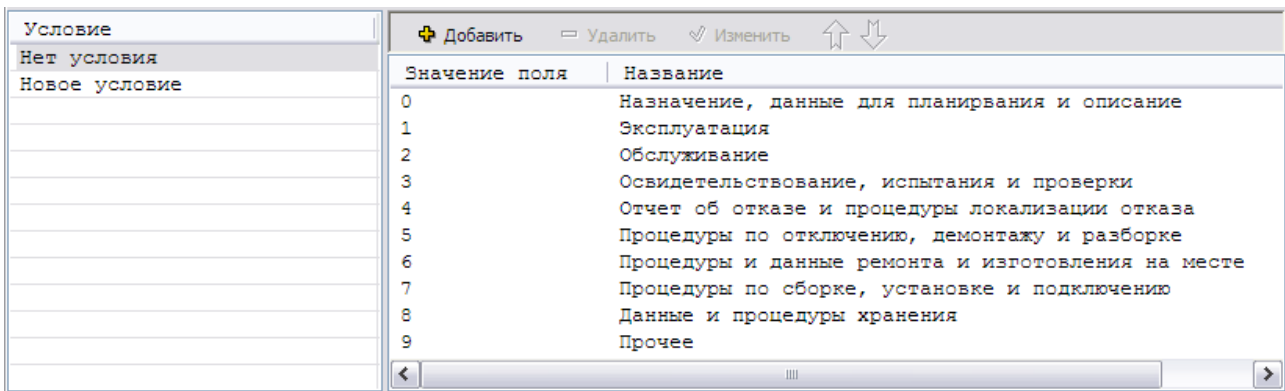 Условие
Нет условия
Новое условие
Добавить Удалить Изменить
Значение поля Название
0 Назначение, данные для планирвания и описание
1 Эксплуатация
2 Обслуживание
3 Освидетельствование, испытания и проверки
4 Отчет об отказе и процедуры локализации отказа
5 Процедуры по отключению, демонтажу и разборке
6 Процедуры и данные ремонта и изготовления на месте
7 Процедуры по сборке, установке и подключению
8 Данные и процедуры хранения
9 Прочее